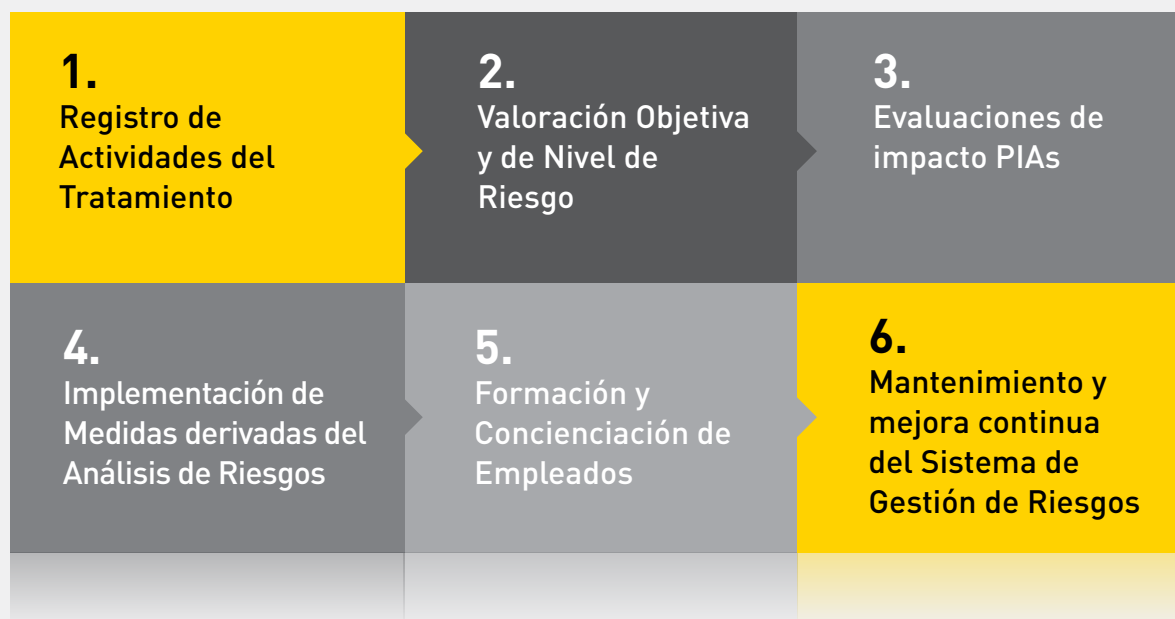 1.
Registro de
Actividades del
Tratamiento
2.
Valoración Objetiva
y de Nivel de
Riesgo
3.
Evaluaciones de
impacto PIAs
4.
Implementación de
Medidas derivadas del
Análisis de Riesgos
5.
Formación y
Concienciación de
Empleados
6.
Mantenimiento y
mejora continua
del Sistema de
Gestión de Riesgos